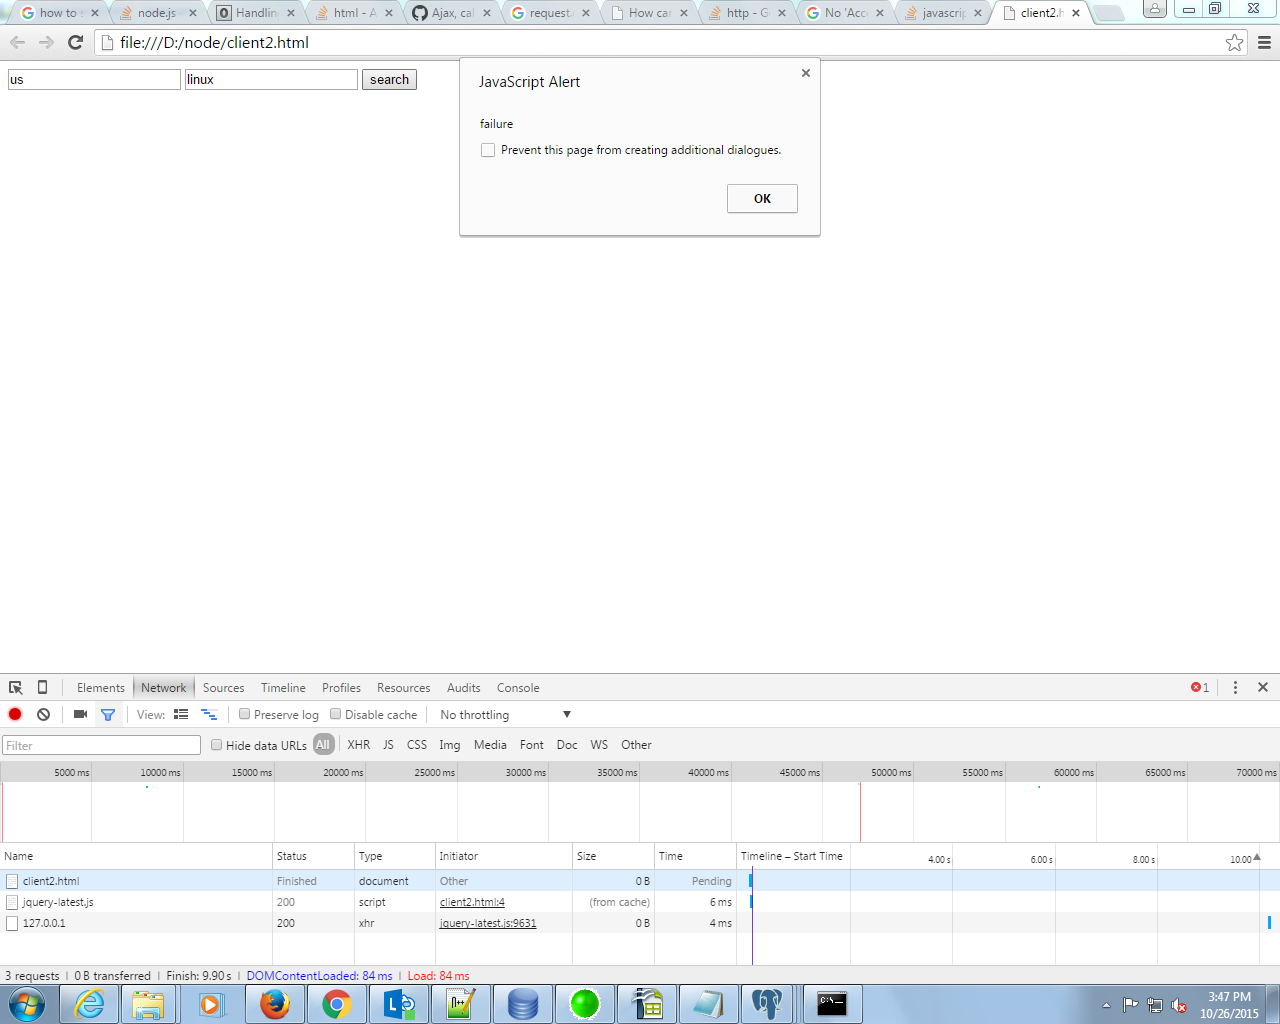 how to s
node.js
Handlin
html - A
Ajax, cal
request.
How can
http - G
No 'Acce
javascrip
client2.h
file:///D:/node/client2.html
us linux search
JavaScript Alert
failure
Prevent this page from creating additional dialogues.
OK
Elements Network Sources Timeline Profiles Resources Audits Console 1
View: Preserve log Disable cache No throttling
Filter Hide data URLs All XHR JS CSS Img Media Font Doc WS Other
5000 ms 10000 ms 15000 ms 20000 ms 25000 ms 30000 ms 35000 ms 40000 ms 45000 ms 50000 ms 55000 ms 60000 ms 65000 ms 70000 ms
Name Status Type Initiator Size Time Timeline – Start Time 4.00 s 6.00 s 8.00 s 10.00
client2.html Finished document Other 0 B Pending
jquery-latest.js 200 script client2.html:4 (from cache) 6 ms
127.0.0.1 200 xhr jquery-latest.js:9631 0 B 4 ms
3 requests | 0 B transferred | Finish: 9.90 s | DOMContentLoaded: 84 ms | Load: 84 ms
3:47 PM
10/26/2015